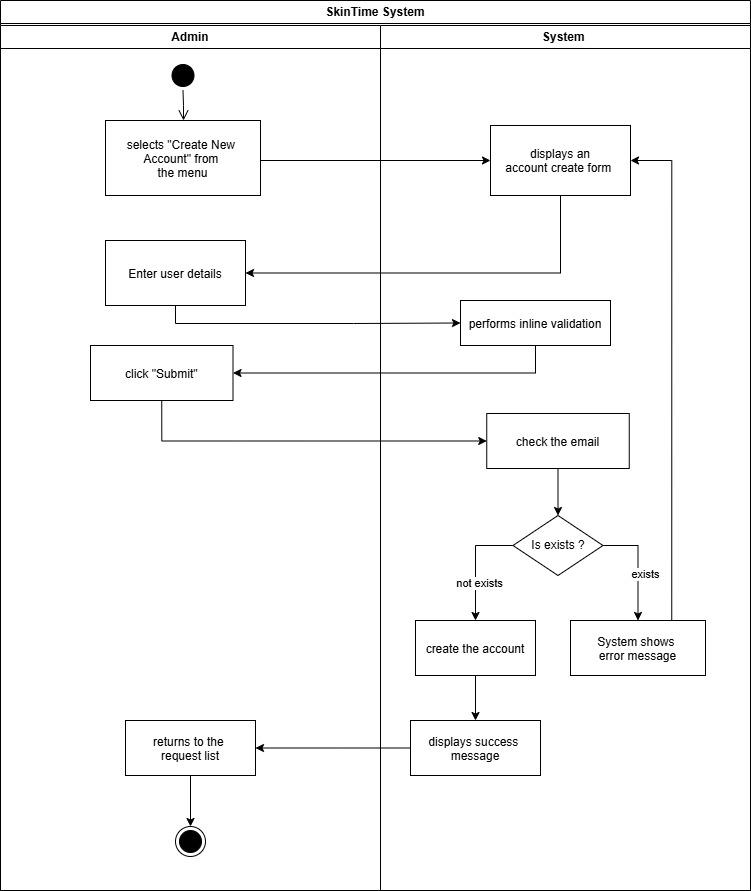 SkinTime System
Admin
System
selects "Create New
Account" from
the menu
displays an
account create form
Enter user details
performs inline validation
click "Submit"
check the email
Is exists ?
not exists
exists
create the account
System shows
error message
returns to the
request list
displays success
message